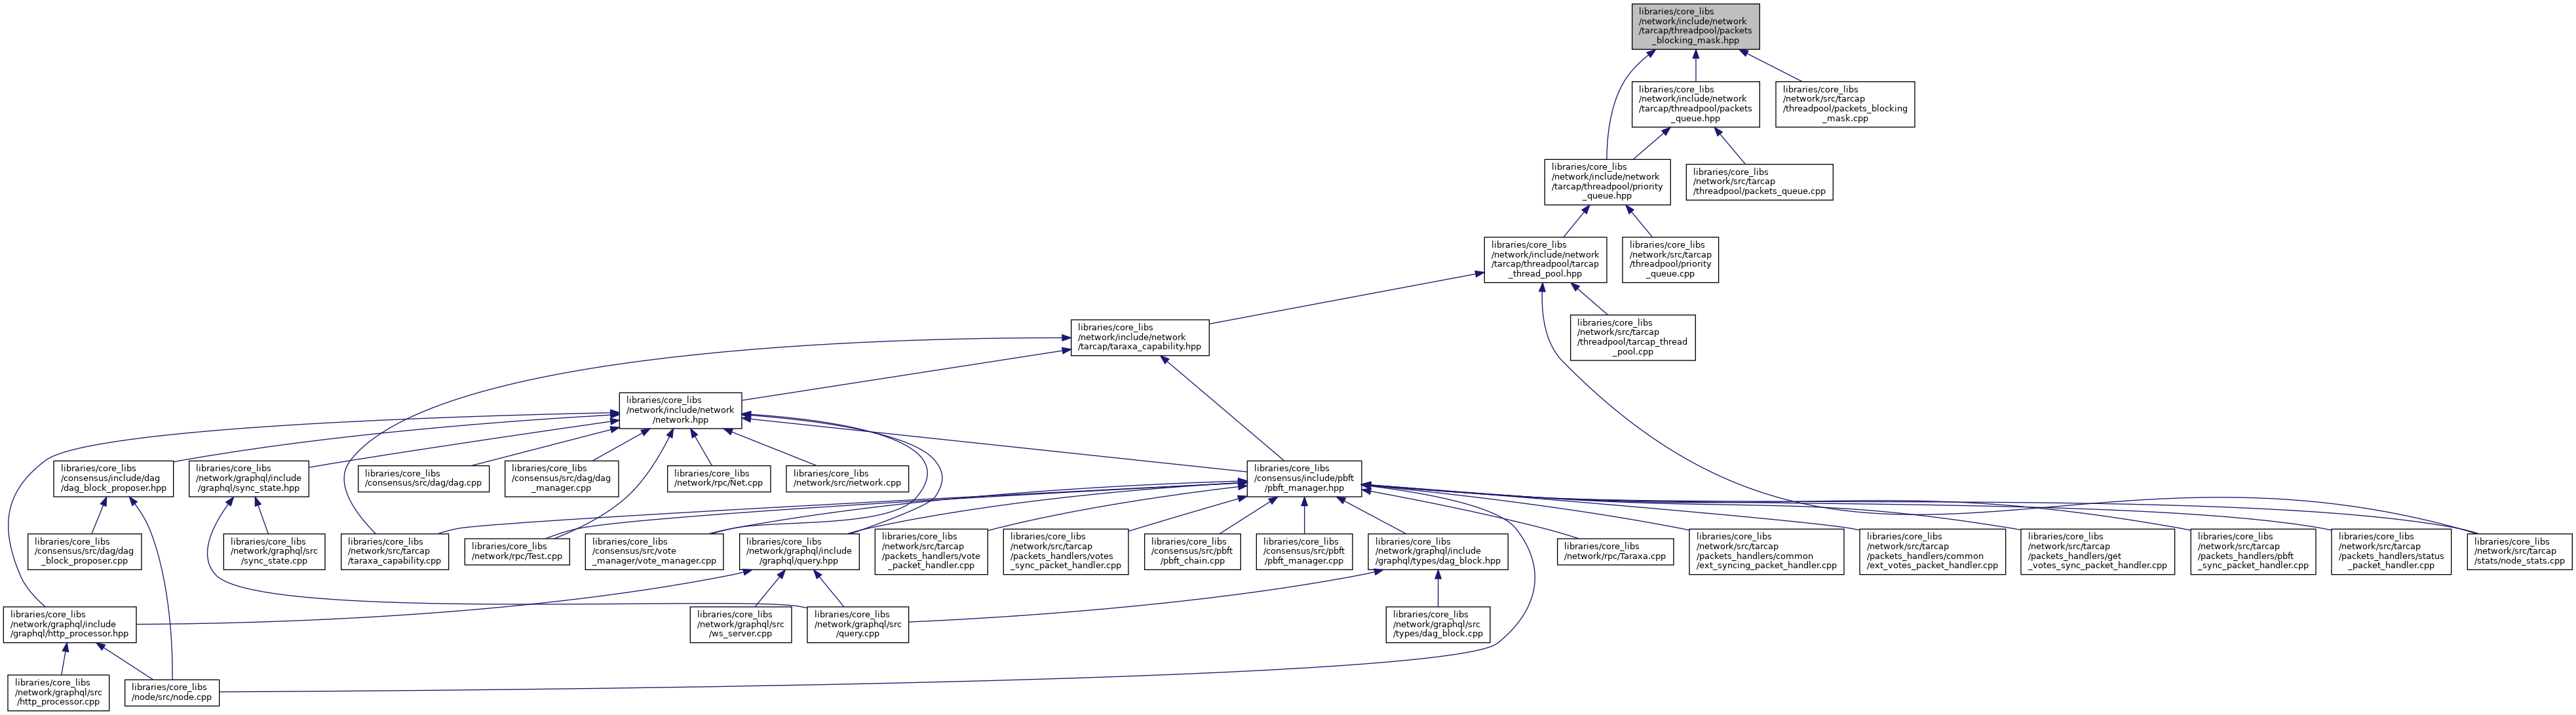 libraries/core_libs
/network/include/network
/tarcap/threadpool/packets
_blocking_mask.hpp
libraries/core_libs
/network/include/network
/tarcap/threadpool/packets
_queue.hpp
libraries/core_libs
/network/src/tarcap
/threadpool/packets_blocking
_mask.cpp
libraries/core_libs
/network/include/network
/tarcap/threadpool/priority
_queue.hpp
libraries/core_libs
/network/src/tarcap
/threadpool/packets_queue.cpp
libraries/core_libs
/network/include/network
/tarcap/threadpool/tarcap
_thread_pool.hpp
libraries/core_libs
/network/src/tarcap
/threadpool/priority
_queue.cpp
libraries/core_libs
/network/include/network
/tarcap/taraxa_capability.hpp
libraries/core_libs
/network/src/tarcap
/threadpool/tarcap_thread
_pool.cpp
libraries/core_libs
/network/include/network
/network.hpp
libraries/core_libs
/consensus/include/dag
/dag_block_proposer.hpp
libraries/core_libs
/network/graphql/include
/graphql/sync_state.hpp
libraries/core_libs
/consensus/src/dag/dag.cpp
libraries/core_libs
/consensus/src/dag/dag
_manager.cpp
libraries/core_libs
/network/rpc/Net.cpp
libraries/core_libs
/network/src/network.cpp
libraries/core_libs
/consensus/include/pbft
/pbft_manager.hpp
libraries/core_libs
/consensus/src/dag/dag
_block_proposer.cpp
libraries/core_libs
/network/graphql/src
/sync_state.cpp
libraries/core_libs
/network/src/tarcap
/taraxa_capability.cpp
libraries/core_libs
/network/rpc/Test.cpp
libraries/core_libs
/consensus/src/vote
_manager/vote_manager.cpp
libraries/core_libs
/network/graphql/include
/graphql/query.hpp
libraries/core_libs
/network/src/tarcap
/packets_handlers/vote
_packet_handler.cpp
libraries/core_libs
/network/src/tarcap
/packets_handlers/votes
_sync_packet_handler.cpp
libraries/core_libs
/consensus/src/pbft
/pbft_chain.cpp
libraries/core_libs
/consensus/src/pbft
/pbft_manager.cpp
libraries/core_libs
/network/graphql/include
/graphql/types/dag_block.hpp
libraries/core_libs
/network/rpc/Taraxa.cpp
libraries/core_libs
/network/src/tarcap
/packets_handlers/common
/ext_syncing_packet_handler.cpp
libraries/core_libs
/network/src/tarcap
/packets_handlers/common
/ext_votes_packet_handler.cpp
libraries/core_libs
/network/src/tarcap
/packets_handlers/get
_votes_sync_packet_handler.cpp
libraries/core_libs
/network/src/tarcap
/packets_handlers/pbft
_sync_packet_handler.cpp
libraries/core_libs
/network/src/tarcap
/packets_handlers/status
_packet_handler.cpp
libraries/core_libs
/network/src/tarcap
/stats/node_stats.cpp
libraries/core_libs
/network/graphql/include
/graphql/http_processor.hpp
libraries/core_libs
/network/graphql/src
/ws_server.cpp
libraries/core_libs
/network/graphql/src
/query.cpp
libraries/core_libs
/network/graphql/src
/types/dag_block.cpp
libraries/core_libs
/network/graphql/src
/http_processor.cpp
libraries/core_libs
/node/src/node.cpp